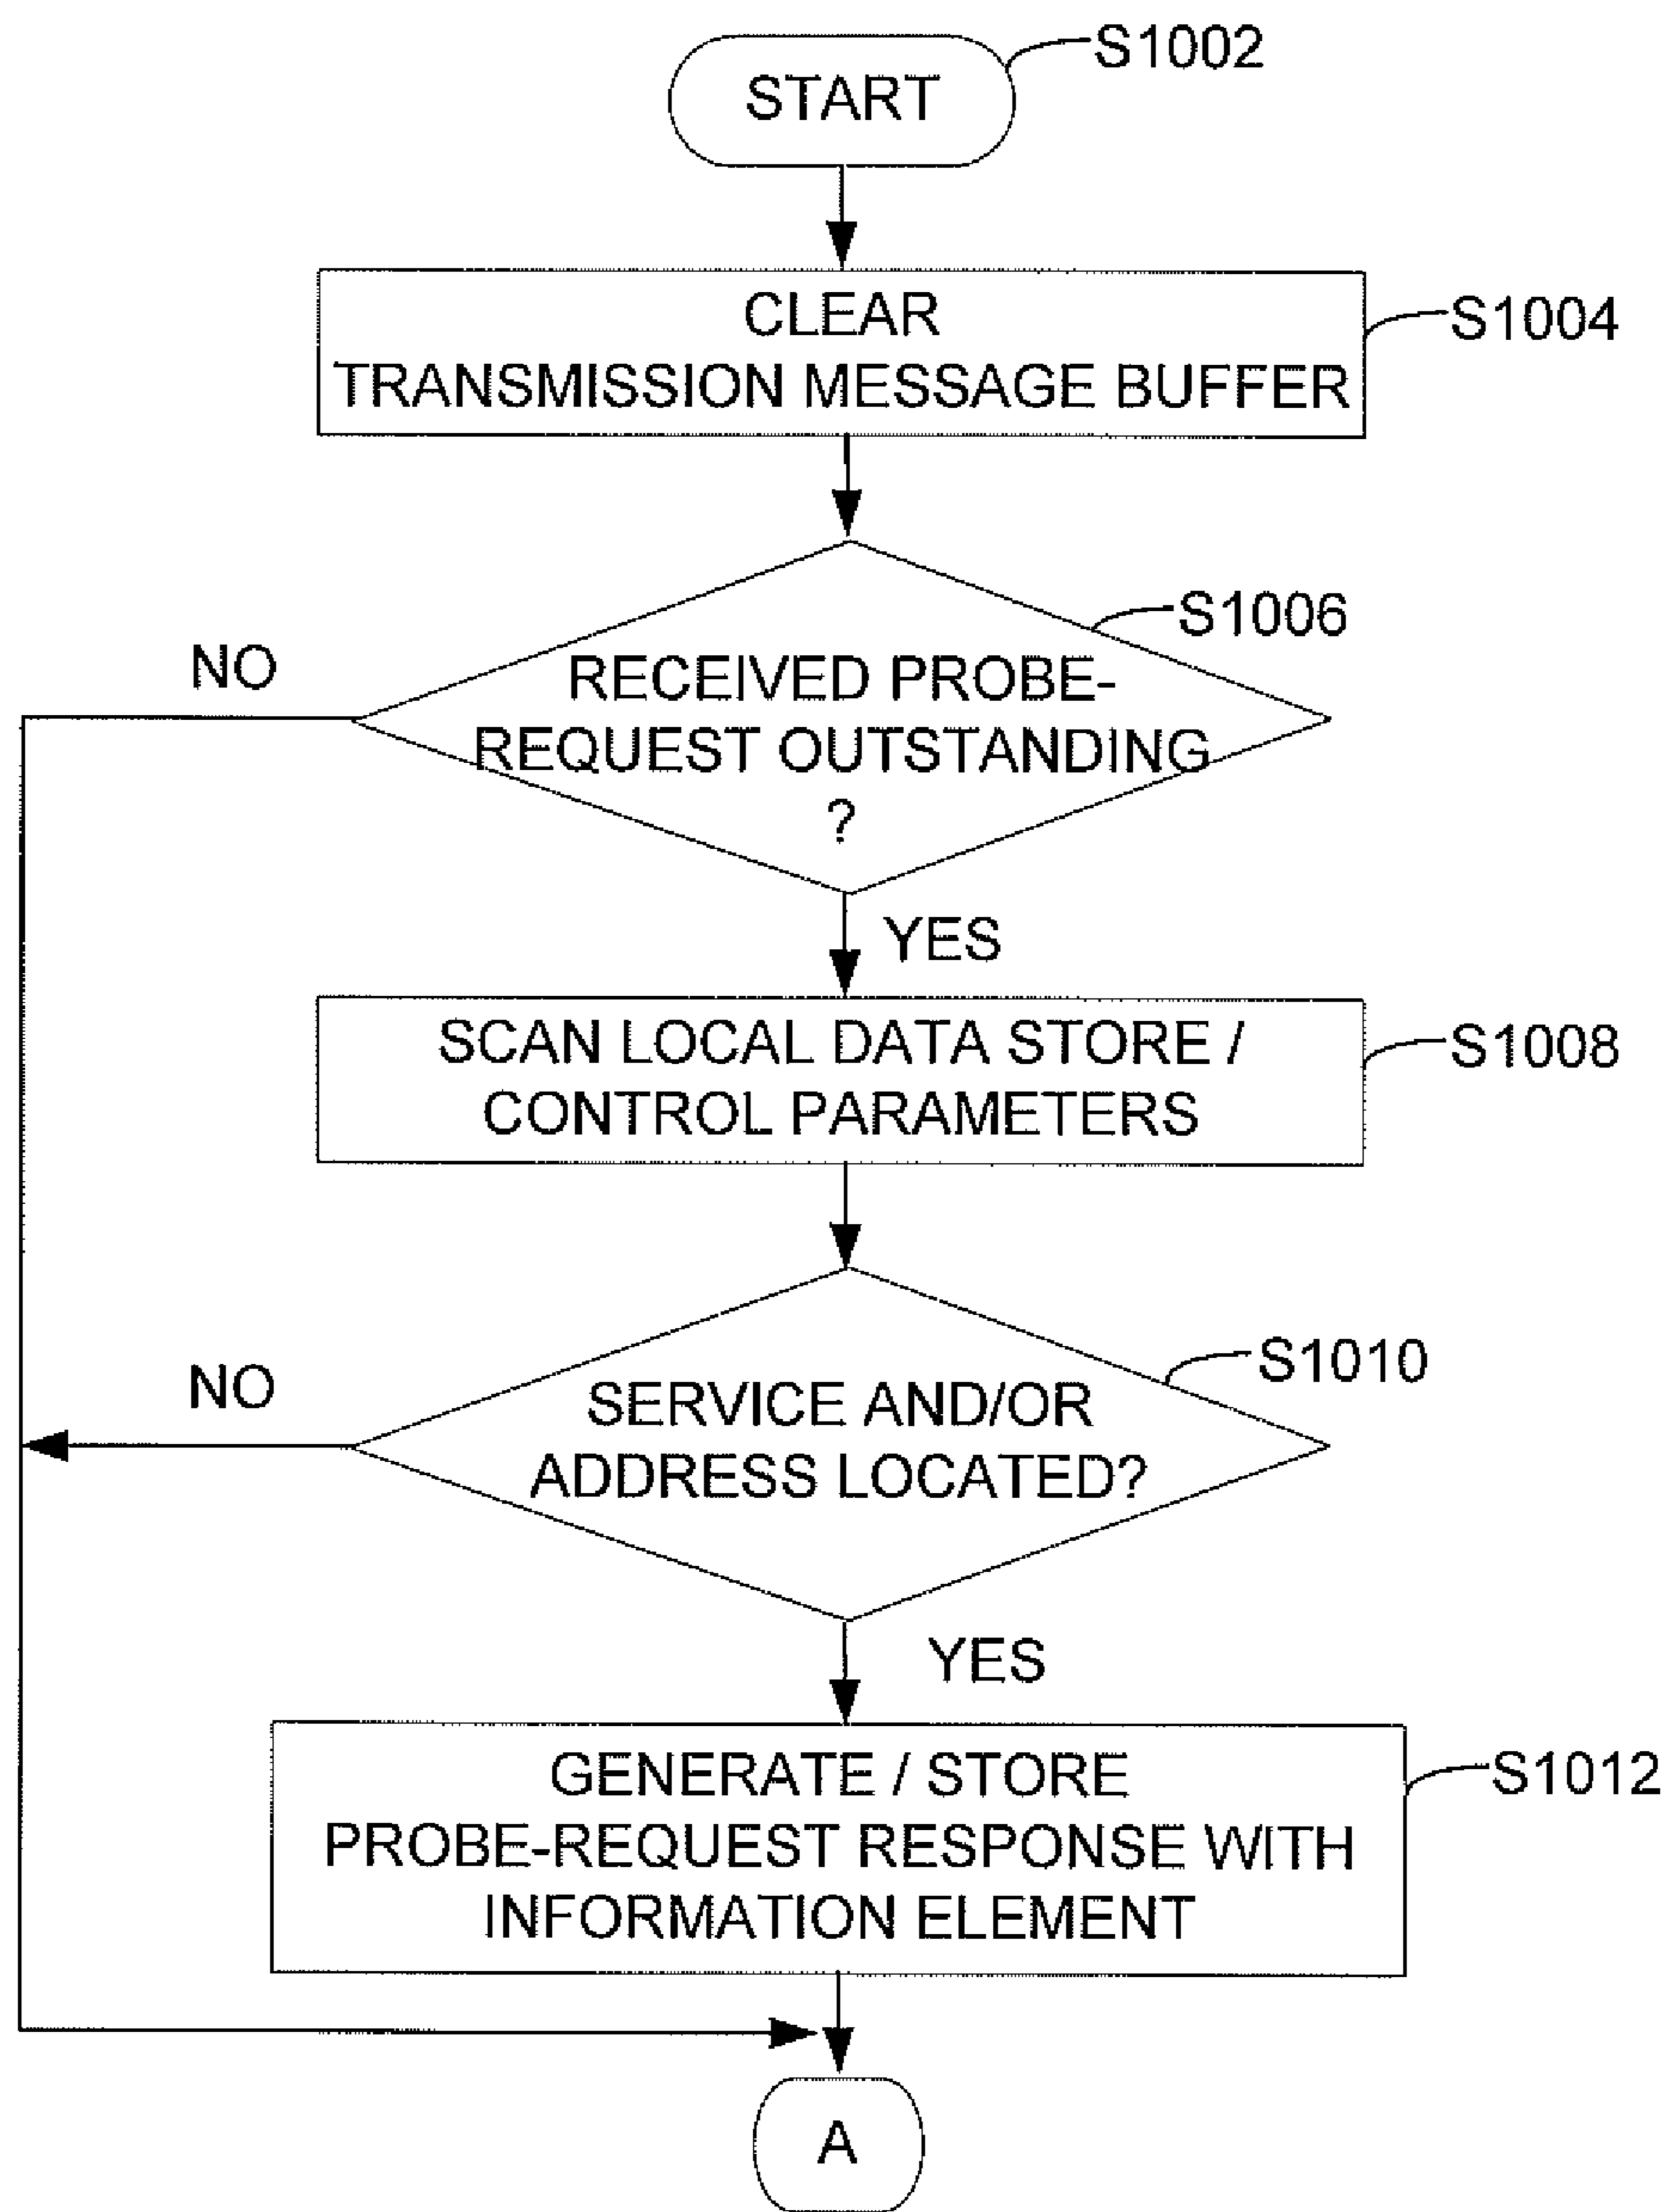 START
S1002
CLEAR
TRANSMISSION MESSAGE BUFFER
S1004
S1006
NO
RECEIVED PROBE-
REQUEST OUTSTANDING
?
YES
SCAN LOCAL DATA STORE /
CONTROL PARAMETERS
S1008
S1010
NO
SERVICE AND/OR
ADDRESS LOCATED?
YES
GENERATE / STORE
PROBE-REQUEST RESPONSE WITH
INFORMATION ELEMENT
S1012
A